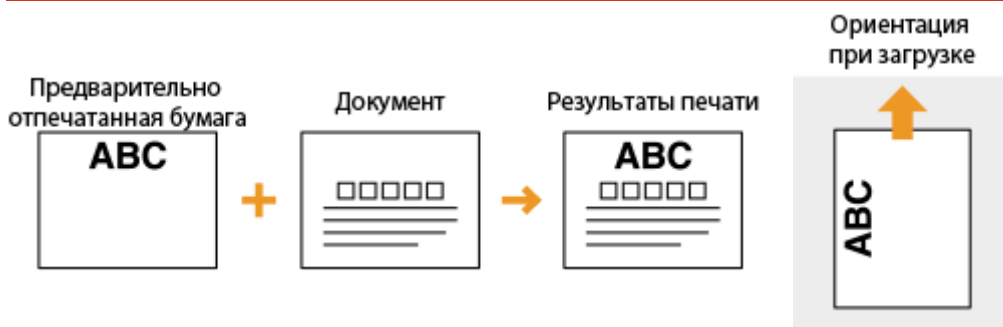 Предварительно
отпечатанная бумага
ABC
Документ
Результаты печати
ABC
Ориентация
при загрузке
ABC